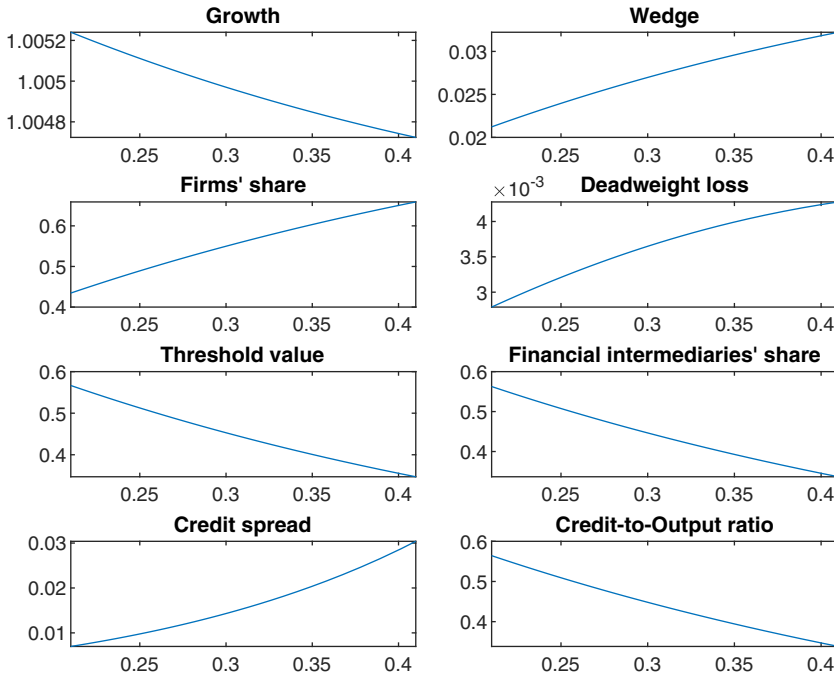 Growth
1.0052
1.005
1.0048
0.25 0.3 0.35 0.4
Wedge
0.03
0.025
0.02
0.25 0.3 0.35 0.4
Firms' share
0.6
0.5
0.4
0.25 0.3 0.35 0.4
×10⁻³ Deadweight loss
4
3.5
3
0.25 0.3 0.35 0.4
Threshold value
0.6
0.5
0.4
0.25 0.3 0.35 0.4
Financial intermediaries' share
0.6
0.5
0.4
0.25 0.3 0.35 0.4
Credit spread
0.03
0.02
0.01
0.25 0.3 0.35 0.4
Credit-to-Output ratio
0.6
0.5
0.4
0.25 0.3 0.35 0.4